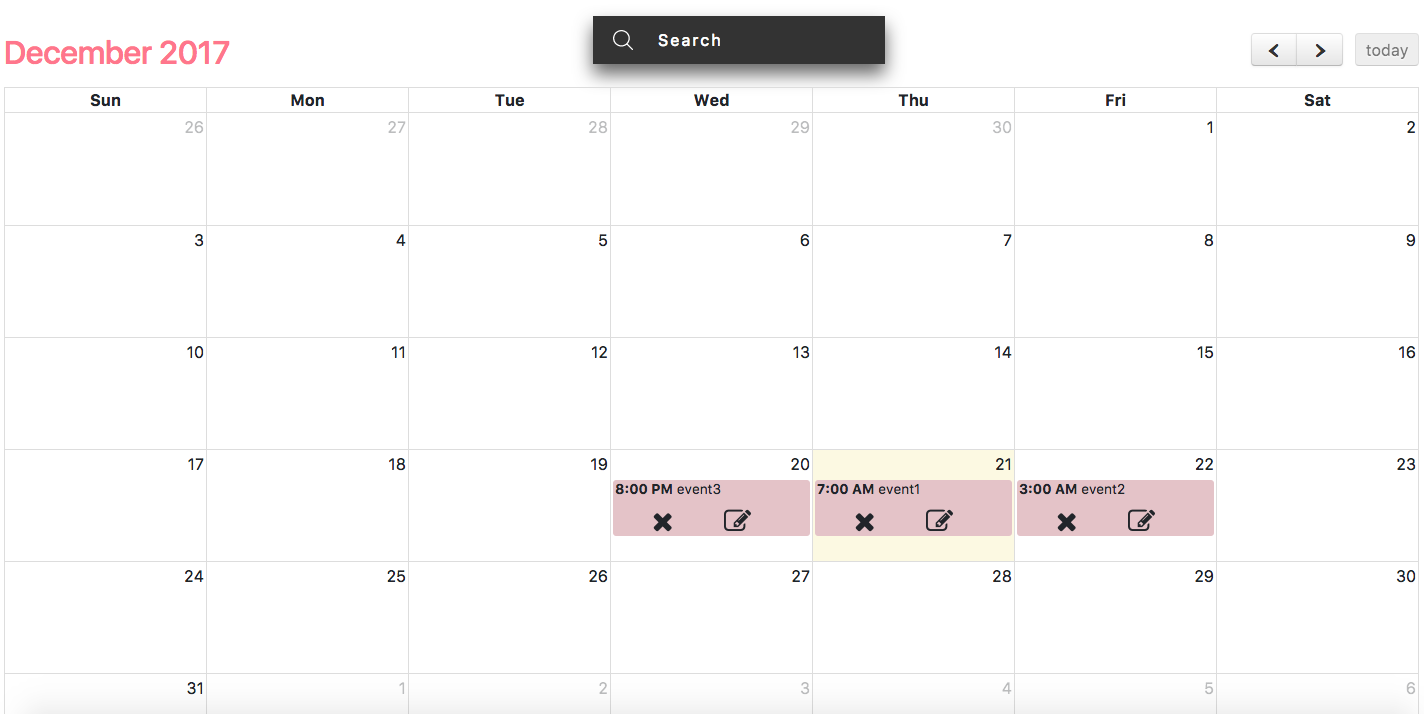 Search
December 2017
today
Sun Mon Tue Wed Thu Fri Sat
26 27 28 29 30 1 2
3 4 5 6 7 8 9
10 11 12 13 14 15 16
17 18 19 20 21 22 23
8:00 PM event3 7:00 AM event1 3:00 AM event2
24 25 26 27 28 29 30
31 1 2 3 4 5 6